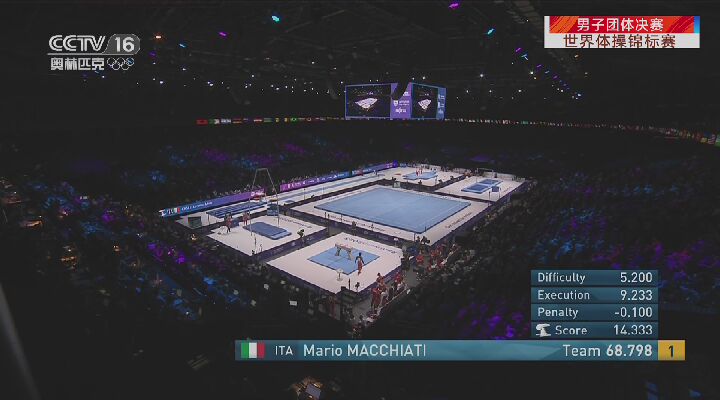 CCTV 16
奥林匹克
男子团体决赛
世界体操锦标赛
Difficulty 5.200
Execution 9.233
Penalty -0.100
Score 14.333
ITA Mario MACCHIATI Team 68.798 1